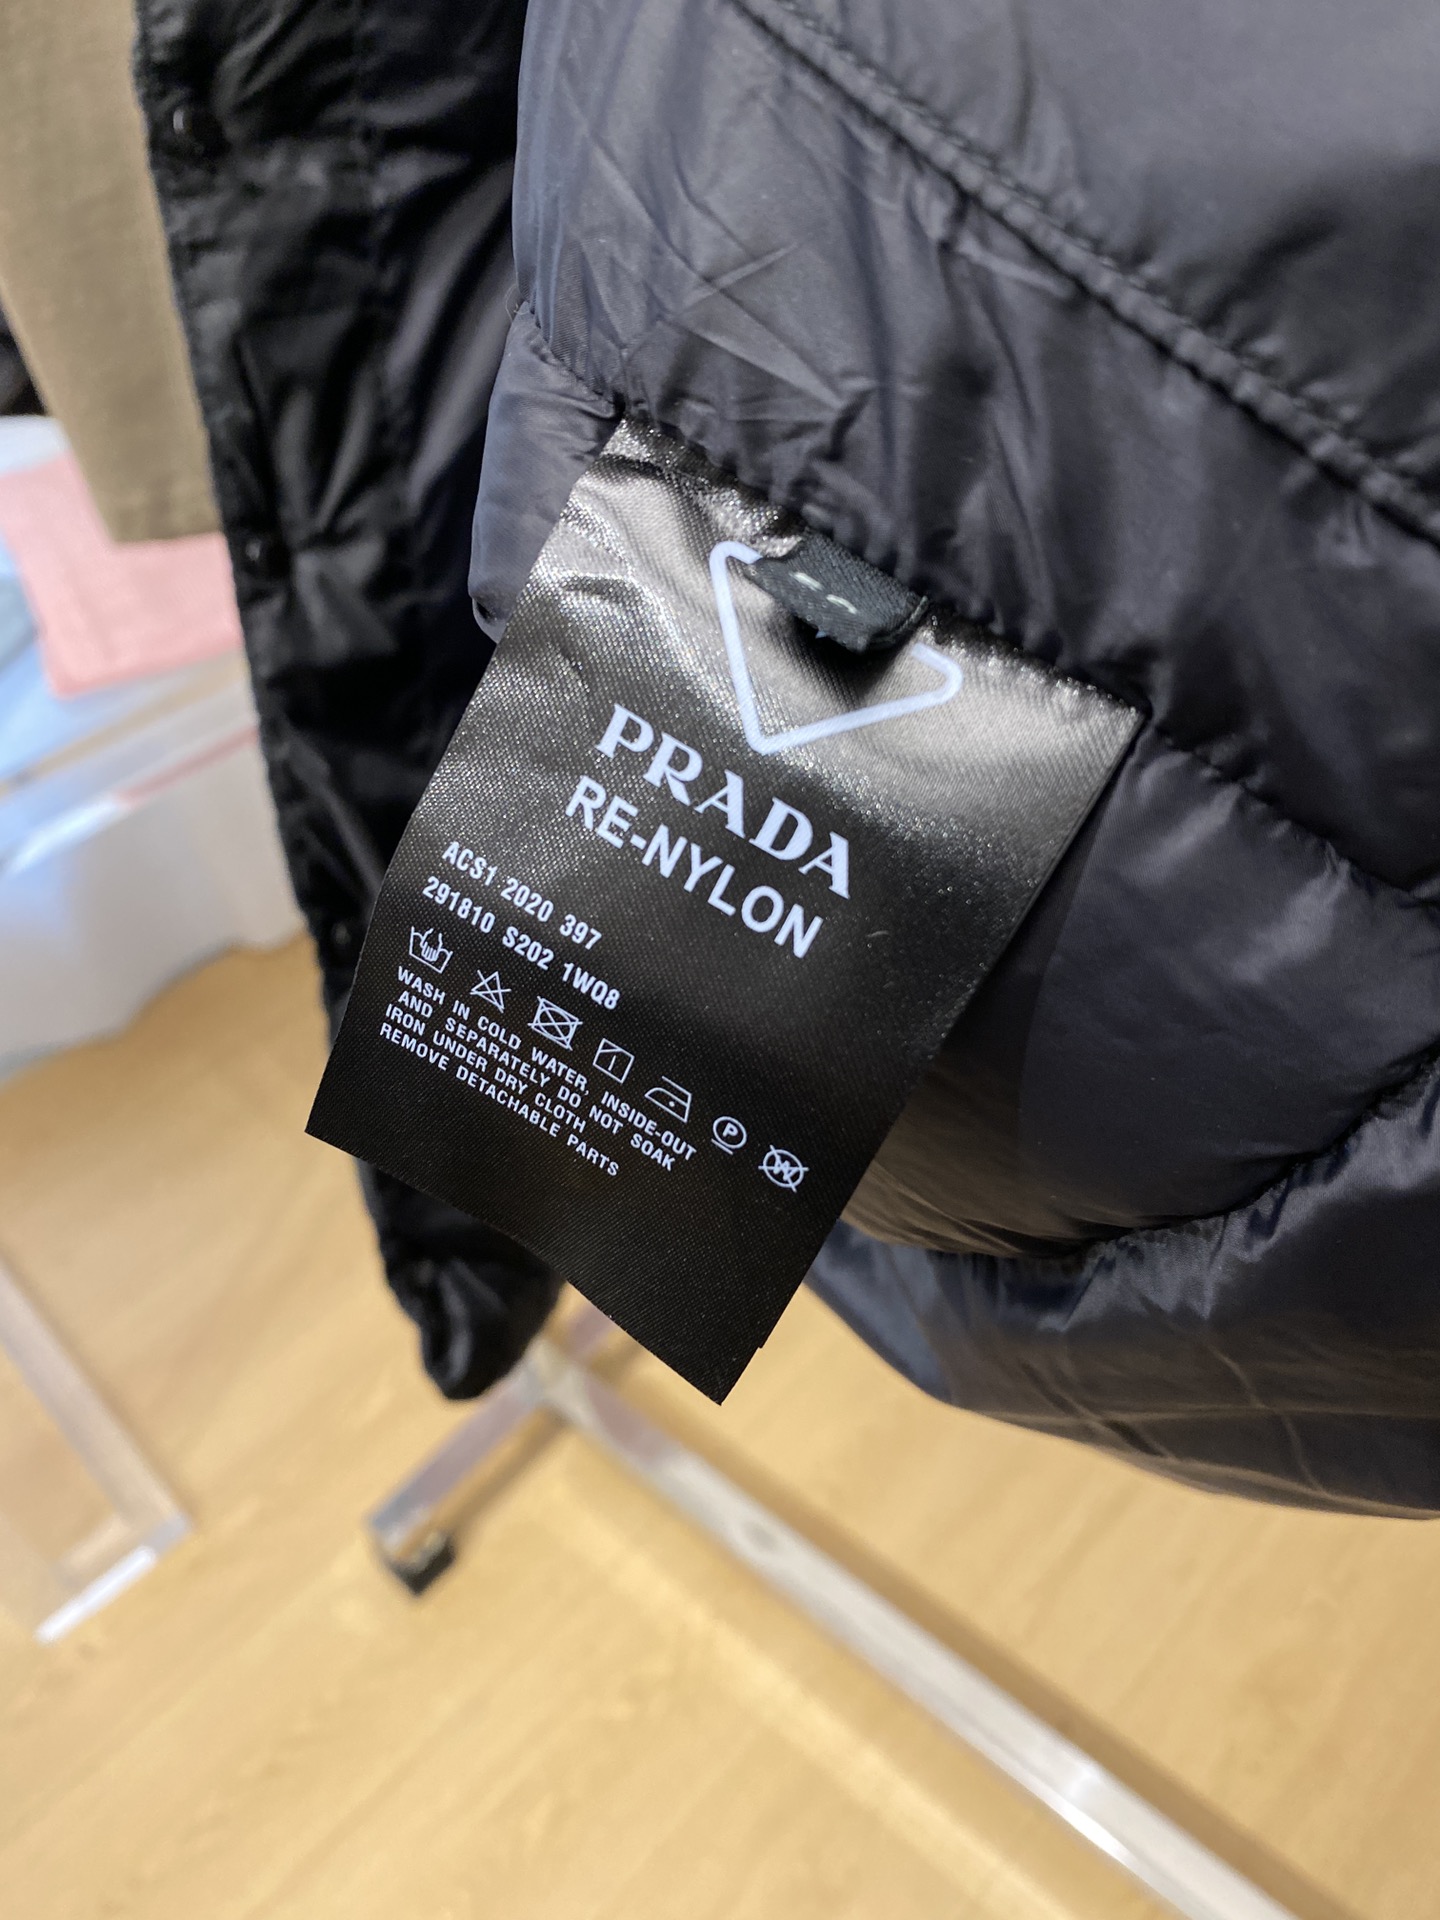 PRADA
RE-NYLON
ACS1 2020 397
291810 S202 1WQ8
P W
WASH IN COLD WATER, INSIDE-OUT
AND SEPARATELY DO NOT SOAK
IRON UNDER DRY CLOTH
REMOVE DETACHABLE PARTS